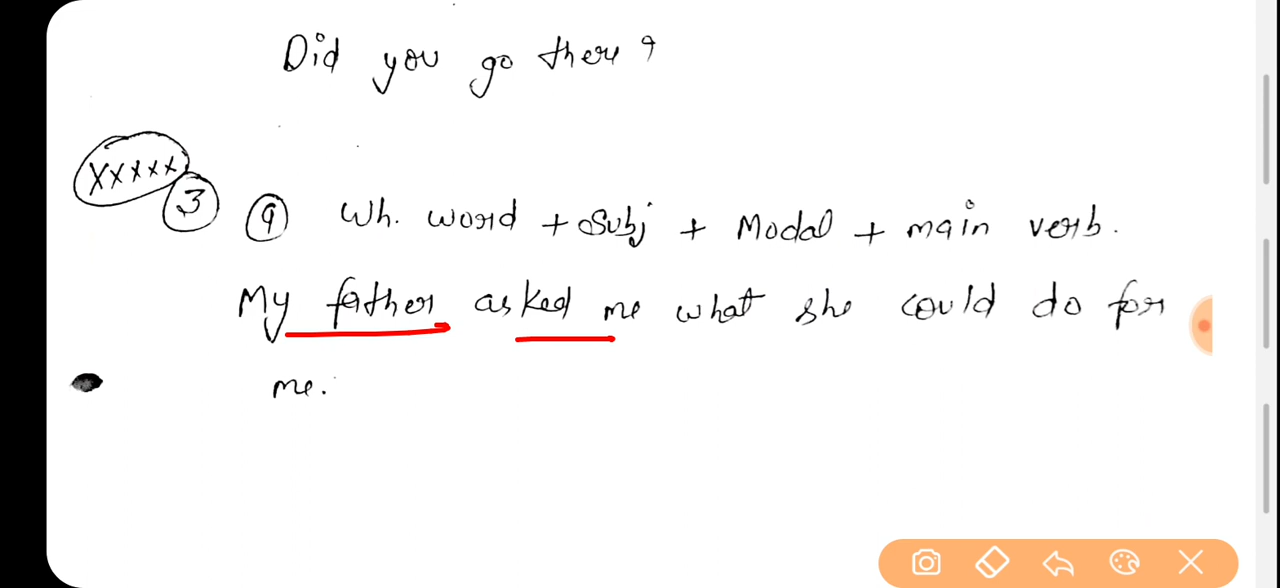 Did you go there ?
XXXXX
3 a Wh. word + Subj + Modal + main verb.
My father asked me what she could do for
me.